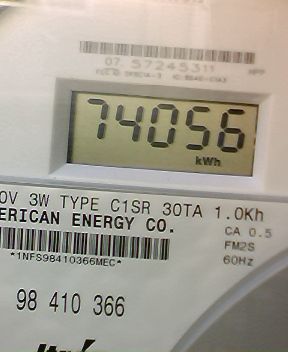 07 57245311
74056
kWh
0V 3W TYPE C1SR 30TA 1.0Kh
ERICAN ENERGY CO.
CA 0.5
FM2S
*1NFS98410366MEC*
60Hz
98 410 366